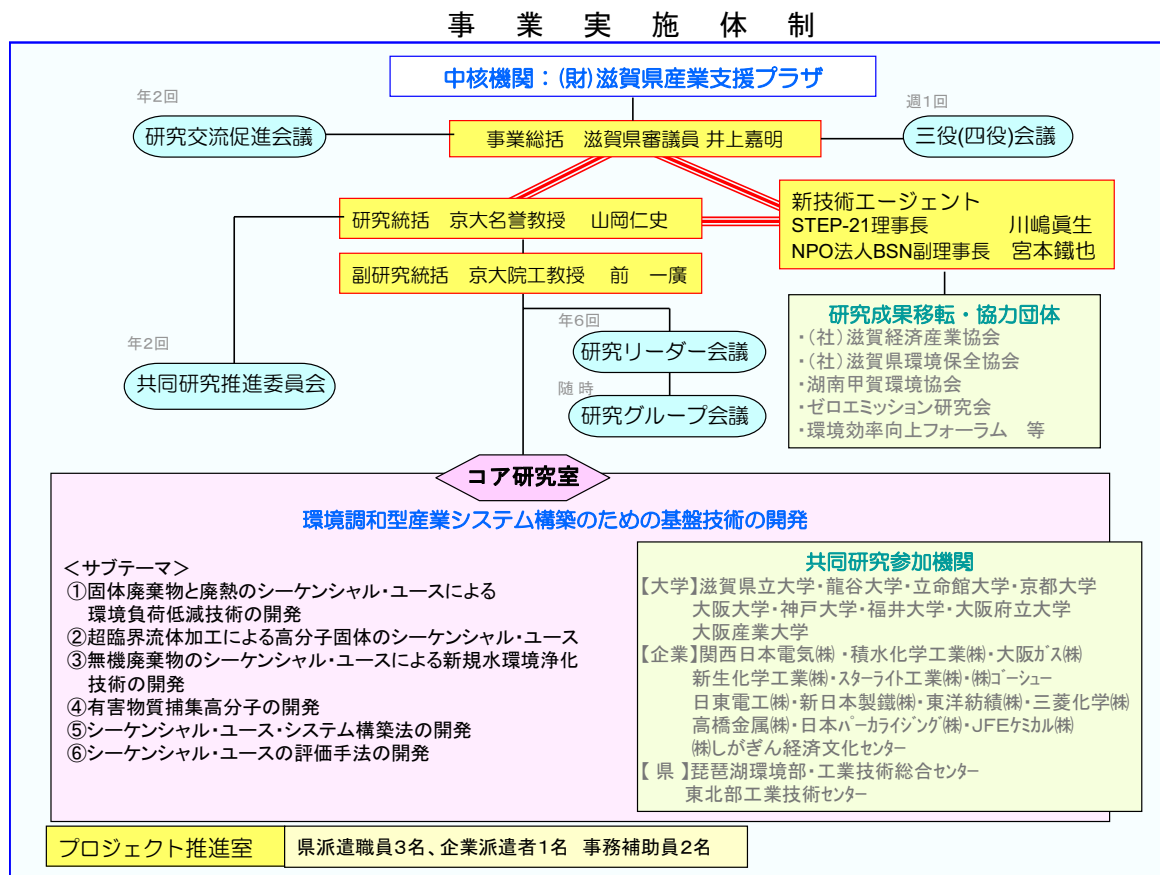 事業実施体制
中核機関：(財)滋賀県産業支援プラザ
年2回
研究交流促進会議
事業総括　滋賀県審議員 井上嘉明
週1回
三役(四役)会議
研究統括　京大名誉教授　山岡仁史
副研究統括　京大院工教授　前　一廣
新技術エージェント
STEP-21理事長　川嶋眞生
NPO法人BSN副理事長　宮本鐵也
年2回
共同研究推進委員会
年6回
研究リーダー会議
随 時
研究グループ会議
研究成果移転・協力団体
・(社)滋賀経済産業協会
・(社)滋賀県環境保全協会
・湖南甲賀環境協会
・ゼロエミッション研究会
・環境効率向上フォーラム　等
コア研究室
環境調和型産業システム構築のための基盤技術の開発
＜サブテーマ＞
①固体廃棄物と廃熱のシーケンシャル・ユースによる
環境負荷低減技術の開発
②超臨界流体加工による高分子固体のシーケンシャル・ユース
③無機廃棄物のシーケンシャル・ユースによる新規水環境浄化
技術の開発
④有害物質捕集高分子の開発
⑤シーケンシャル・ユース・システム構築法の開発
⑥シーケンシャル・ユースの評価手法の開発
共同研究参加機関
【大学】滋賀県立大学・龍谷大学・立命館大学・京都大学
大阪大学・神戸大学・福井大学・大阪府立大学
大阪産業大学
【企業】関西日本電気㈱・積水化学工業㈱・大阪ガス㈱
新生化学工業㈱・スターライト工業㈱・㈱ゴーシュー
日東電工㈱・新日本製鐵㈱・東洋紡績㈱・三菱化学㈱
高橋金属㈱・日本パーカライジング㈱・JFEケミカル㈱
㈱しがぎん経済文化センター
【 県 】琵琶湖環境部・工業技術総合センター
東北部工業技術センター
プロジェクト推進室
県派遣職員3名、企業派遣者1名　事務補助員2名